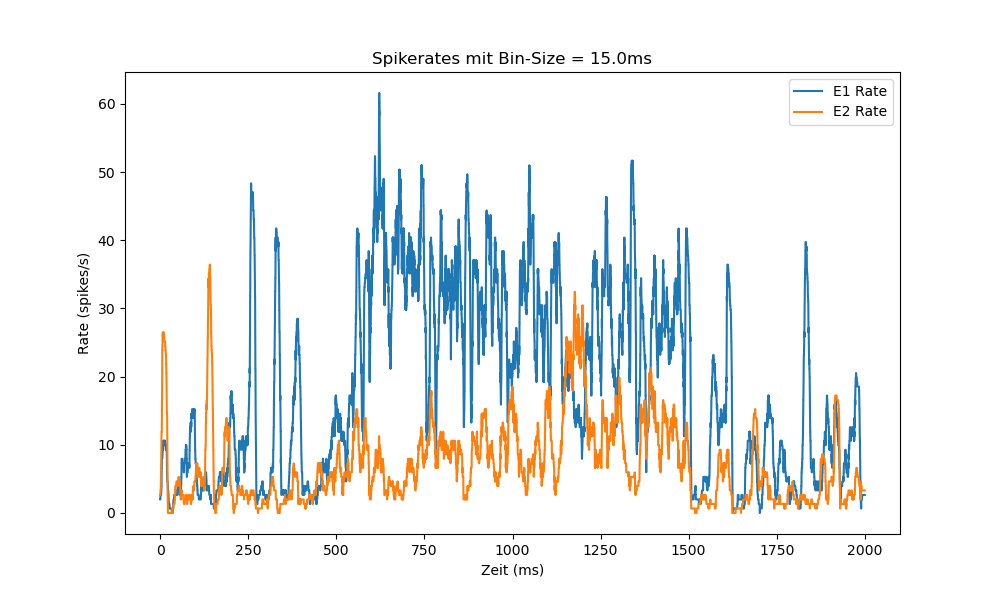 Spikerates mit Bin-Size = 15.0ms
E1 Rate
E2 Rate
Rate (spikes/s)
60
50
40
30
20
10
0
0 250 500 750 1000 1250 1500 1750 2000
Zeit (ms)